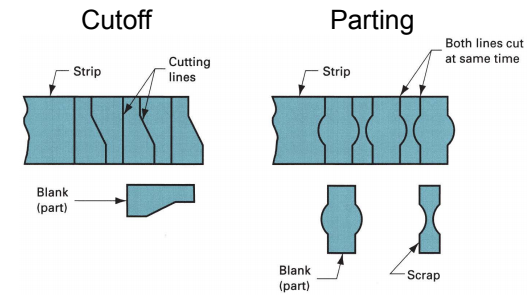 Cutoff
Strip
Cutting
lines
Blank
(part)
Parting
Both lines cut
at same time
Strip
Blank
(part)
Scrap